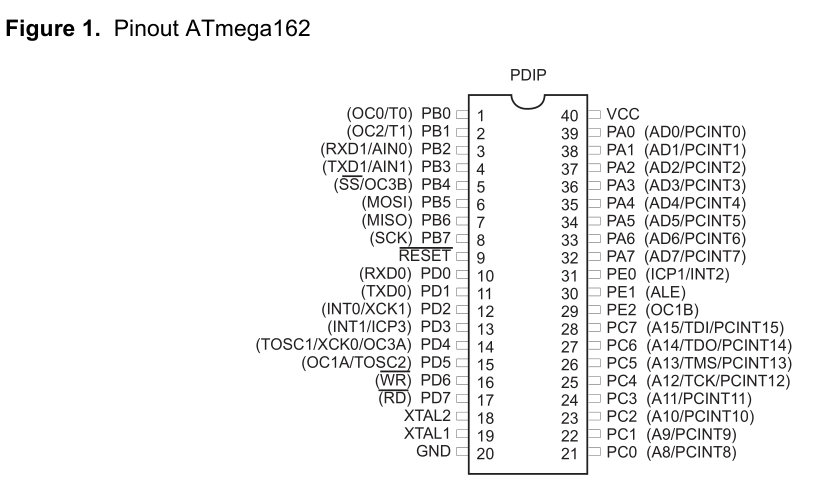 Figure 1. Pinout ATmega162
PDIP
(OC0/T0) PB0 1 40 VCC
(OC2/T1) PB1 2 39 PA0 (AD0/PCINT0)
(RXD1/AIN0) PB2 3 38 PA1 (AD1/PCINT1)
(TXD1/AIN1) PB3 4 37 PA2 (AD2/PCINT2)
(SS/OC3B) PB4 5 36 PA3 (AD3/PCINT3)
(MOSI) PB5 6 35 PA4 (AD4/PCINT4)
(MISO) PB6 7 34 PA5 (AD5/PCINT5)
(SCK) PB7 8 33 PA6 (AD6/PCINT6)
RESET 9 32 PA7 (AD7/PCINT7)
(RXD0) PD0 10 31 PE0 (ICP1/INT2)
(TXD0) PD1 11 30 PE1 (ALE)
(INT0/XCK1) PD2 12 29 PE2 (OC1B)
(INT1/ICP3) PD3 13 28 PC7 (A15/TDI/PCINT15)
(TOSC1/XCK0/OC3A) PD4 14 27 PC6 (A14/TDO/PCINT14)
(OC1A/TOSC2) PD5 15 26 PC5 (A13/TMS/PCINT13)
(WR) PD6 16 25 PC4 (A12/TCK/PCINT12)
(RD) PD7 17 24 PC3 (A11/PCINT11)
XTAL2 18 23 PC2 (A10/PCINT10)
XTAL1 19 22 PC1 (A9/PCINT9)
GND 20 21 PC0 (A8/PCINT8)